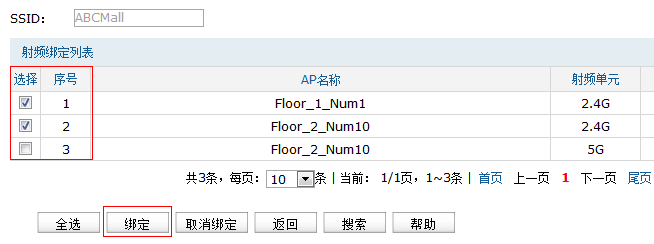 SSID: ABCMall
射频绑定列表
选择 序号 AP名称 射频单元
1 Floor_1_Num1 2.4G
2 Floor_2_Num10 2.4G
3 Floor_2_Num10 5G
共3条，每页: 10 条 | 当前: 1/1页，1~3条 | 首页 上一页 1 下一页 尾页
全选 绑定 取消绑定 返回 搜索 帮助